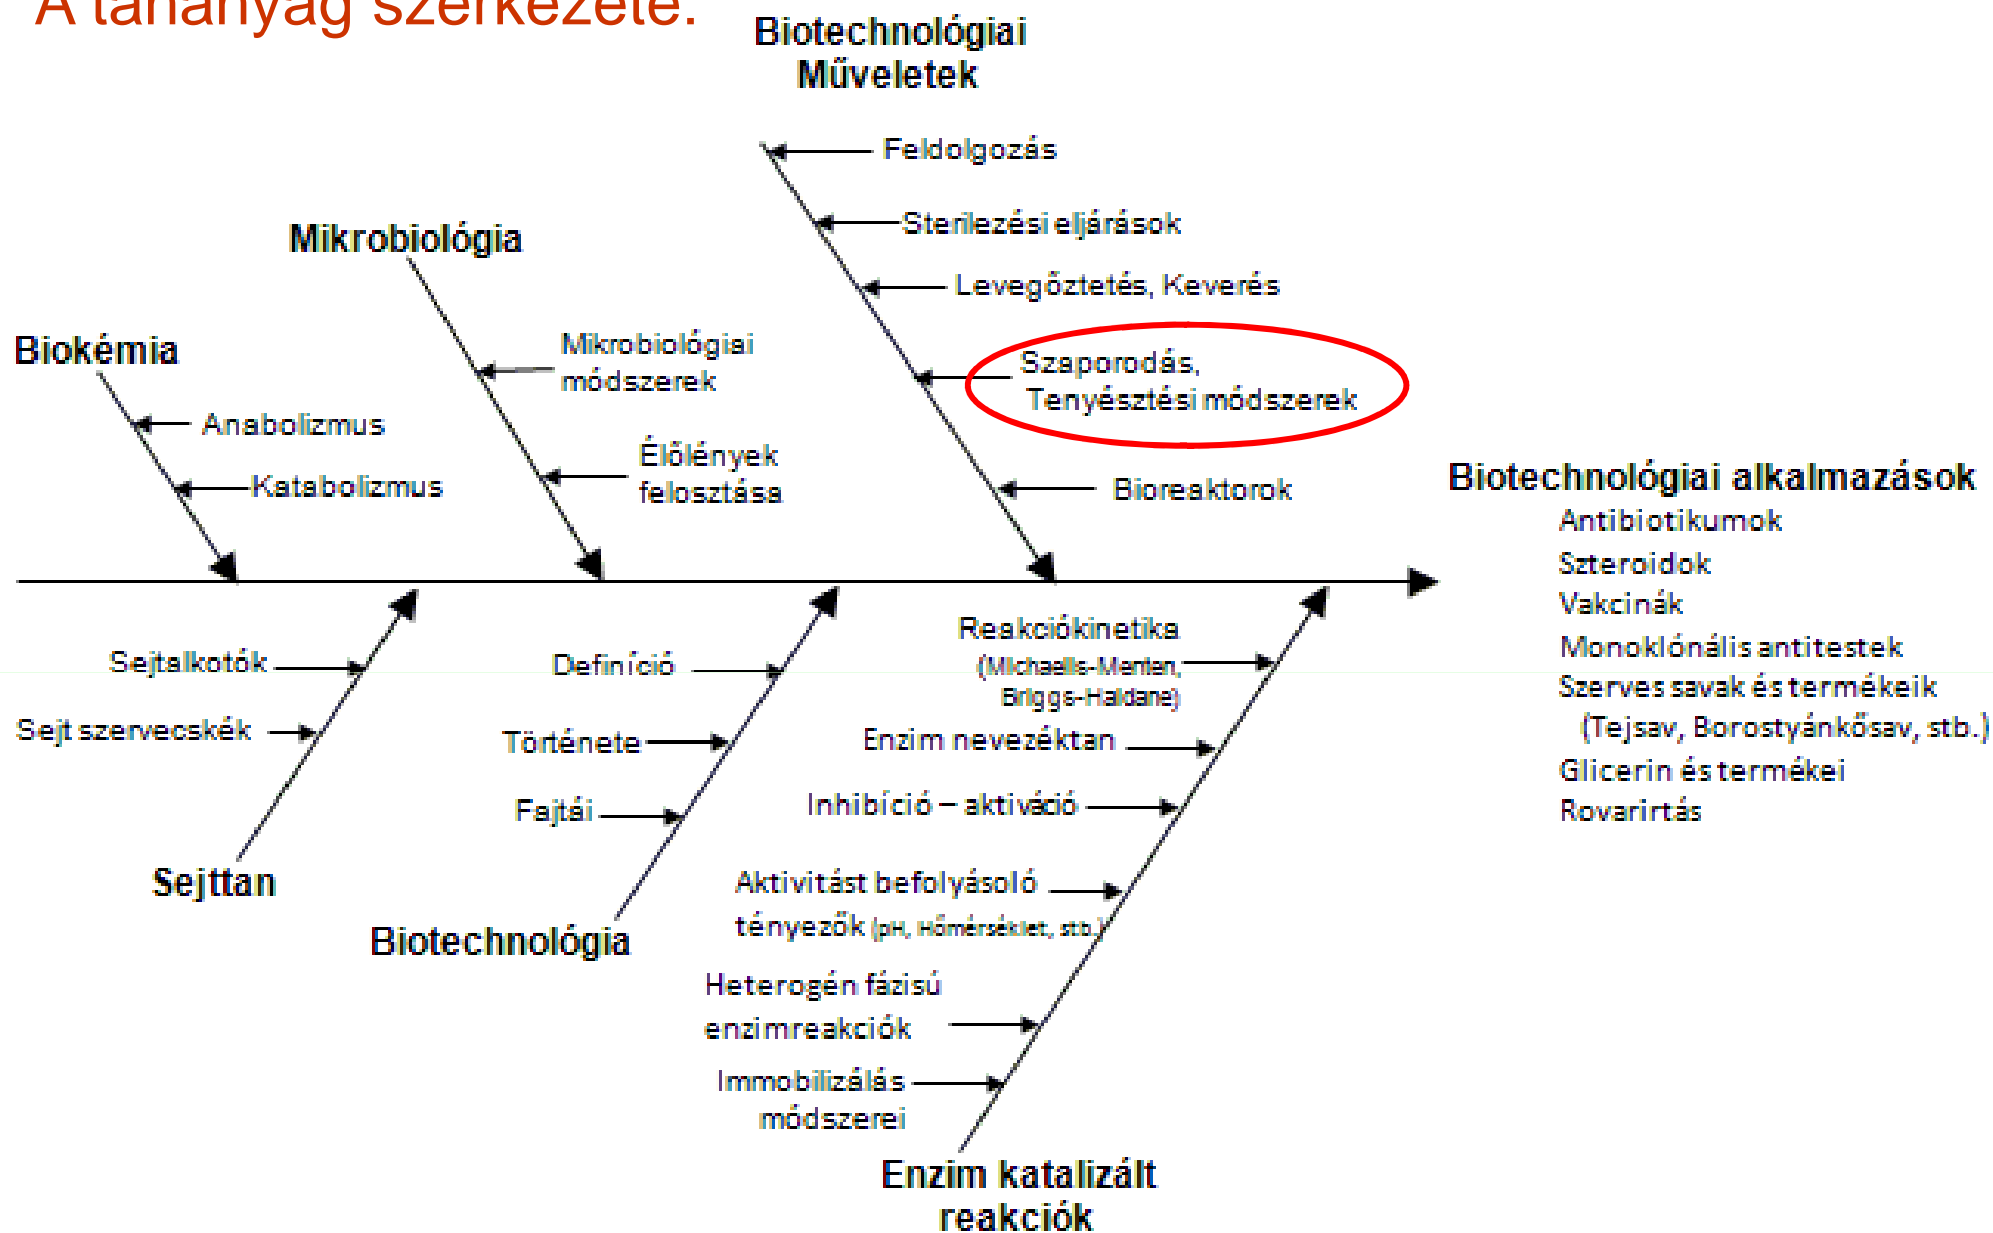 A tananyag szerkezete:
Biotechnológiai
Műveletek
Feldolgozás
Sterilezési eljárások
Levegőztetés, Keverés
Szaporodás,
Tenyésztési módszerek
Bioreaktorok
Mikrobiológia
Mikrobiológiai
módszerek
Élőlények
felosztása
Biokémia
Anabolizmus
Katabolizmus
Biotechnológiai alkalmazások
Antibiotikumok
Szteroidok
Vakcinák
Monoklónális antitestek
Szerves savak és termékeik
(Tejsav, Borostyánkősav, stb.)
Glicerin és termékei
Rovarirtás
Sejtalkotók
Sejt szervecskék
Sejttan
Definíció
Története
Fajtái
Biotechnológia
Reakciókinetika
(Michaelis-Menten,
Briggs-Haldane)
Enzim nevezéktan
Inhibíció – aktiváció
Aktivitást befolyásoló
tényezők (pH, Hőmérséklet, stb.)
Heterogén fázisú
enzimreakciók
Immobilizálás
módszerei
Enzim katalizált
reakciók